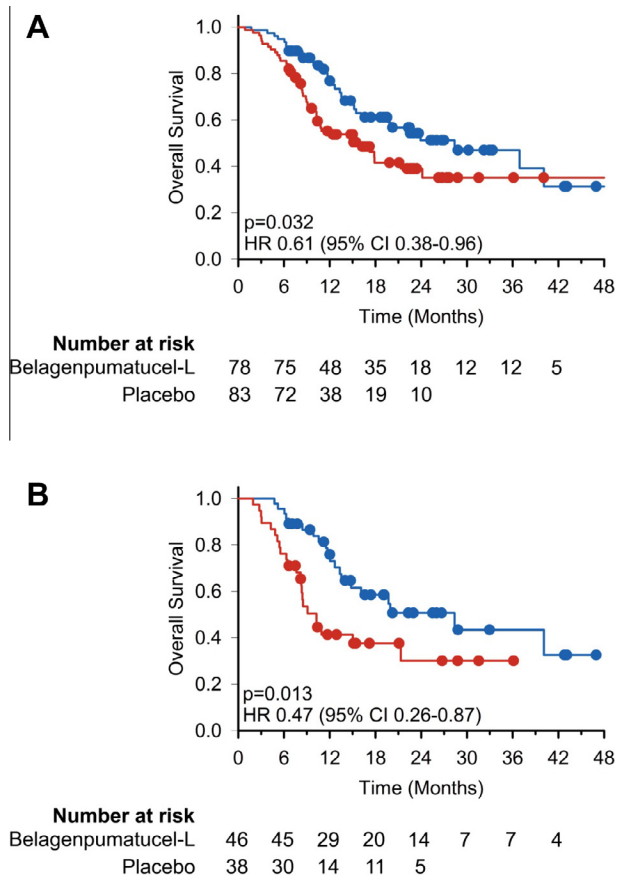 A
1.0
0.8
0.6
0.4
0.2
0.0
Overall Survival
p=0.032
HR 0.61 (95% CI 0.38-0.96)
0 6 12 18 24 30 36 42 48
Time (Months)
Number at risk
Belagenpumatucel-L 78 75 48 35 18 12 12 5
Placebo 83 72 38 19 10
B
1.0
0.8
0.6
0.4
0.2
0.0
Overall Survival
p=0.013
HR 0.47 (95% CI 0.26-0.87)
0 6 12 18 24 30 36 42 48
Time (Months)
Number at risk
Belagenpumatucel-L 46 45 29 20 14 7 7 4
Placebo 38 30 14 11 5